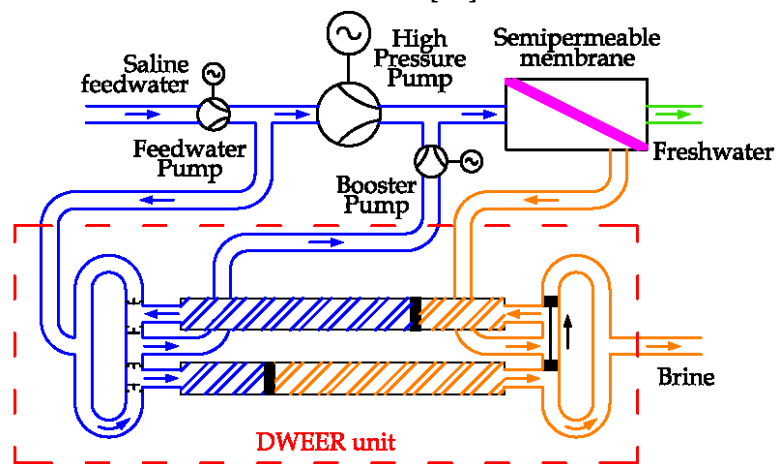 High
Pressure
Pump
Semipermeable
membrane
Saline
feedwater
Feedwater
Pump
Freshwater
Booster
Pump
Brine
DWEER unit